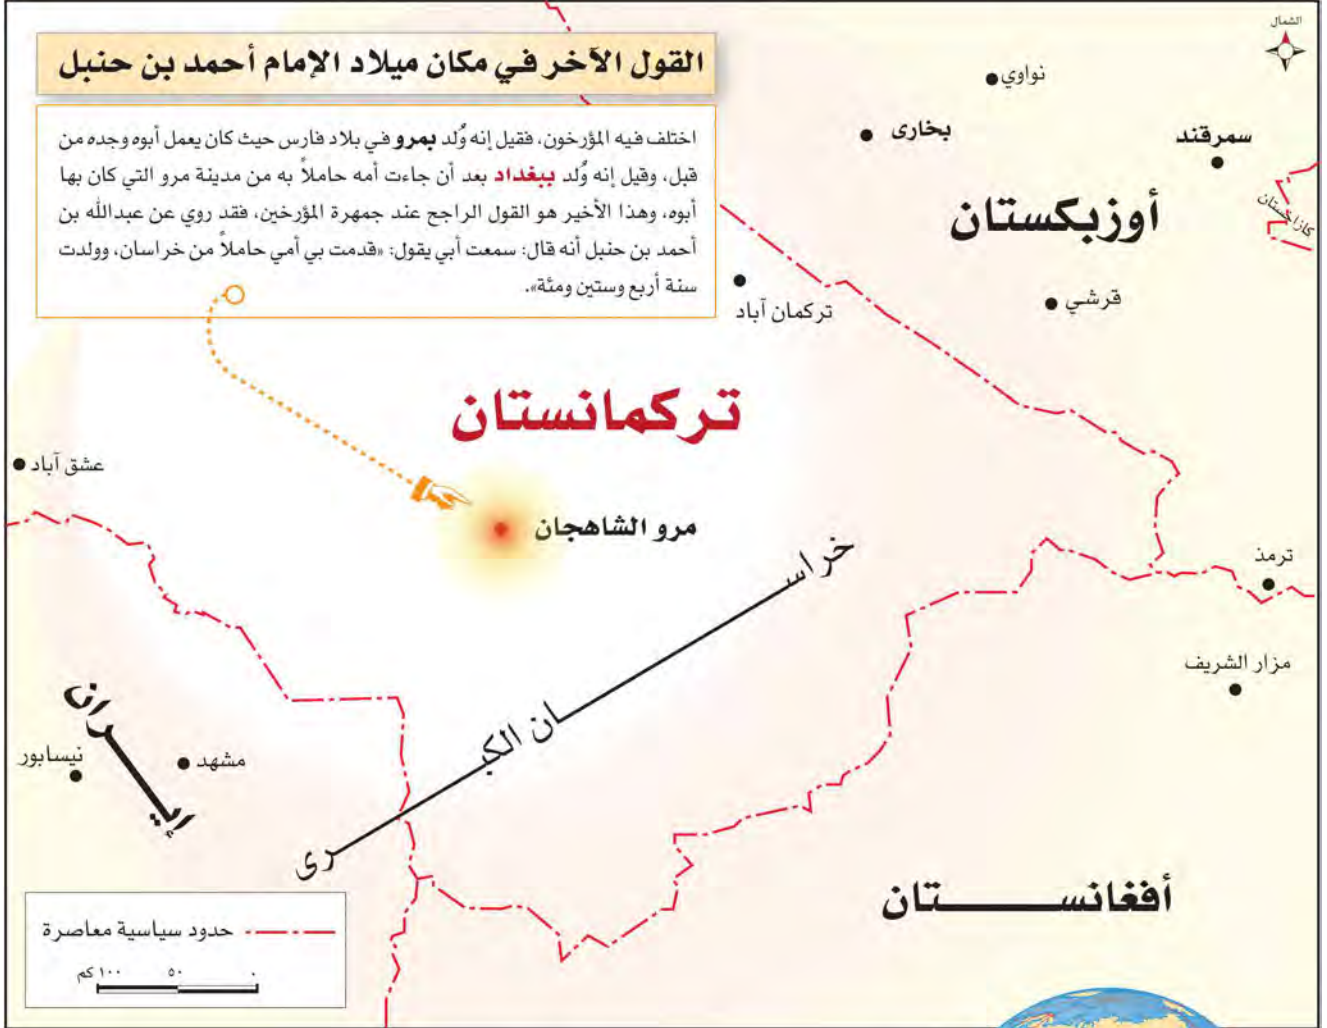 الشمال
القول الآخر في مكان ميلاد الإمام أحمد بن حنبل
اختلف فيه المؤرخون، فقيل إنه وُلد بمرو في بلاد فارس حيث كان يعمل أبوه وجده من
قبل، وقيل إنه وُلد ببغداد بعد أن جاءت أمه حاملاً به من مدينة مرو التي كان بها
أبوه، وهذا الأخير هو القول الراجح عند جمهرة المؤرخين، فقد روي عن عبدالله بن
أحمد بن حنبل أنه قال: سمعت أبي يقول: «قدمت بي أمي حاملاً من خراسان، وولدت
سنة أربع وستين ومئة».
نواوي
بخارى
سمرقند
أوزبكستان
كازاخستان
قرشي
تركمان آباد
تركمانستان
عشق آباد
مرو الشاهجان
خراســـان الكبـــرى
ترمذ
مزار الشريف
إيـــران
نيسابور
مشهد
أفغانســـــتان
حدود سياسية معاصرة
٠ ٥٠ ١٠٠ كم